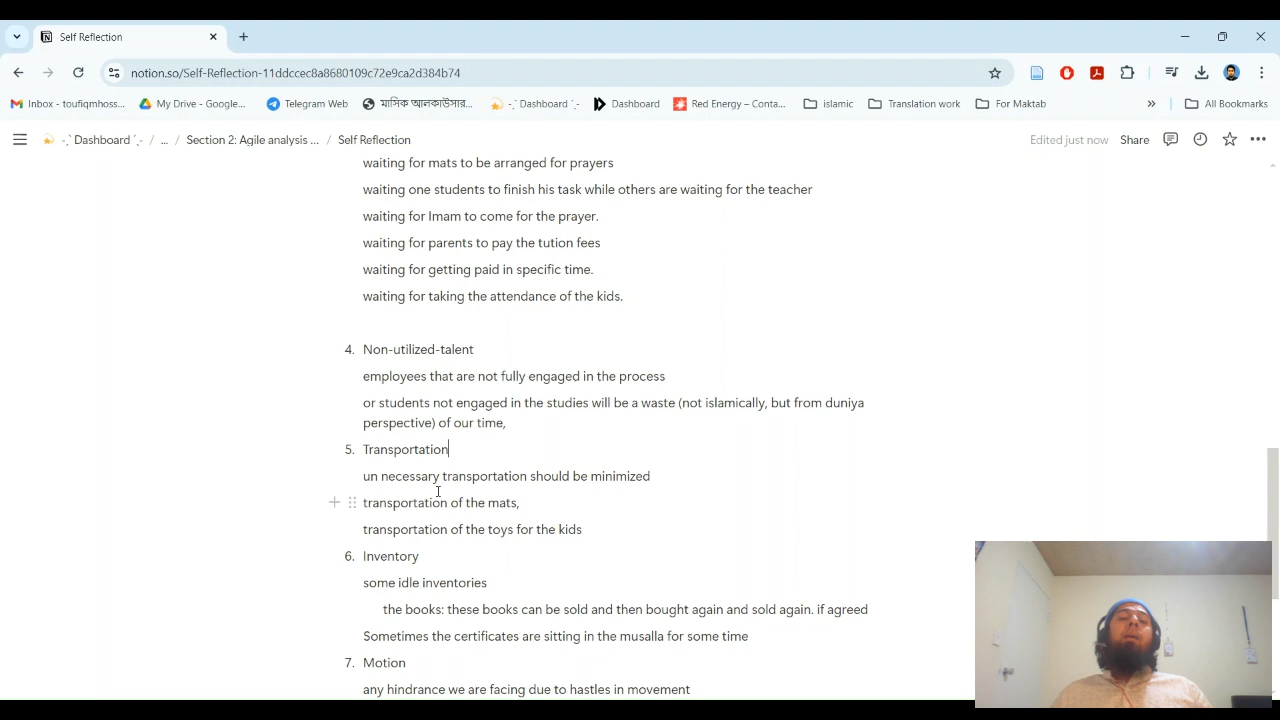 Self Reflection
notion.so/Self-Reflection-11ddccec8a8680109c72e9ca2d384b74
Inbox - toufiqmhoss... My Drive - Google... Telegram Web মাসিক আলকাউসার... -ˏˋ Dashboard ˊˎ- Dashboard Red Energy – Conta... islamic Translation work For Maktab » All Bookmarks
-ˏˋ Dashboard ˊˎ- / ... / Section 2: Agile analysis ... / Self Reflection Edited just now Share
waiting for mats to be arranged for prayers
waiting one students to finish his task while others are waiting for the teacher
waiting for Imam to come for the prayer.
waiting for parents to pay the tution fees
waiting for getting paid in specific time.
waiting for taking the attendance of the kids.
4. Non-utilized-talent
employees that are not fully engaged in the process
or students not engaged in the studies will be a waste (not islamically, but from duniya
perspective) of our time,
5. Transportation
un necessary transportation should be minimized
transportation of the mats,
transportation of the toys for the kids
6. Inventory
some idle inventories
the books: these books can be sold and then bought again and sold again. if agreed
Sometimes the certificates are sitting in the musalla for some time
7. Motion
any hindrance we are facing due to hastles in movement